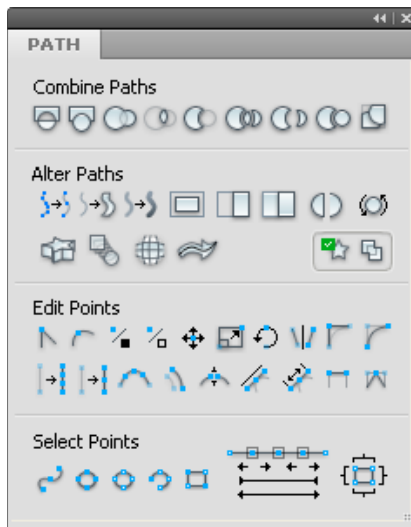 PATH
Combine Paths
Alter Paths
Edit Points
Select Points